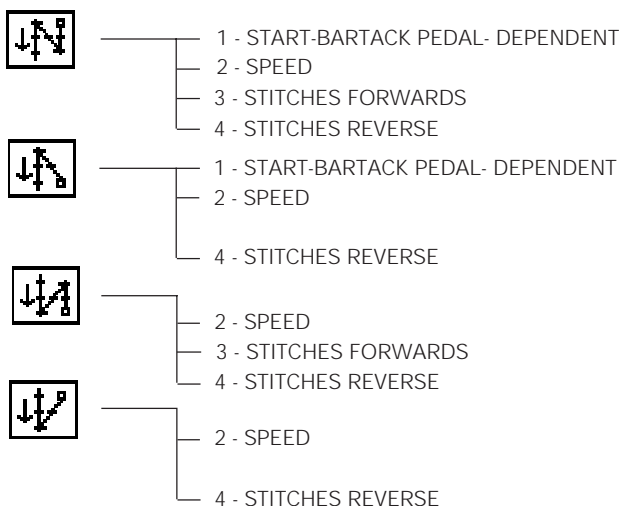 1 - START-BARTACK PEDAL- DEPENDENT
2 - SPEED
3 - STITCHES FORWARDS
4 - STITCHES REVERSE
1 - START-BARTACK PEDAL- DEPENDENT
2 - SPEED
4 - STITCHES REVERSE
2 - SPEED
3 - STITCHES FORWARDS
4 - STITCHES REVERSE
2 - SPEED
4 - STITCHES REVERSE